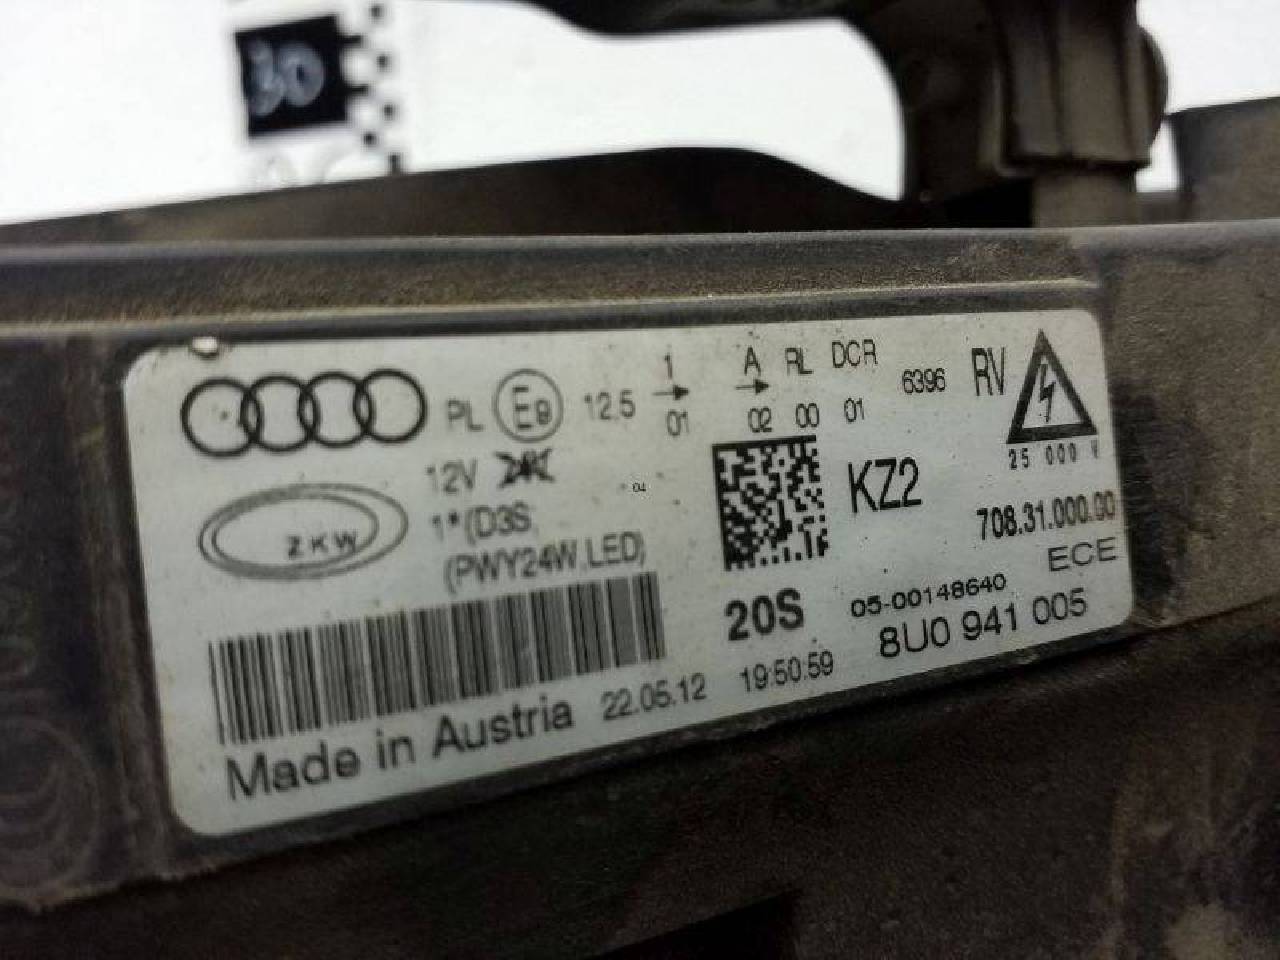 30
PL E8 12.5 1 A RL DCR 6396 RV
01 02 00 01
12V
25 000 V
ZKW
1*(D3S,
(PWY24W,LED)
04
KZ2
708.31.000.00
ECE
20S
05-00148640
8U0 941 005
Made in Austria 22.05.12 19:50:59